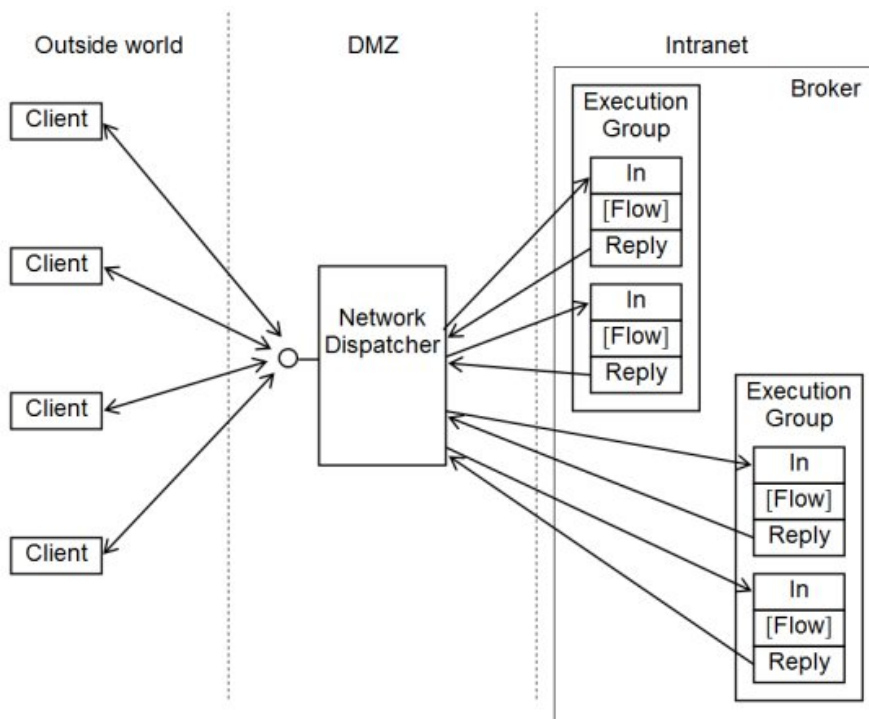 Outside world
DMZ
Intranet
Broker
Client
Client
Client
Client
Network
Dispatcher
Execution
Group
In
[Flow]
Reply
In
[Flow]
Reply
Execution
Group
In
[Flow]
Reply
In
[Flow]
Reply